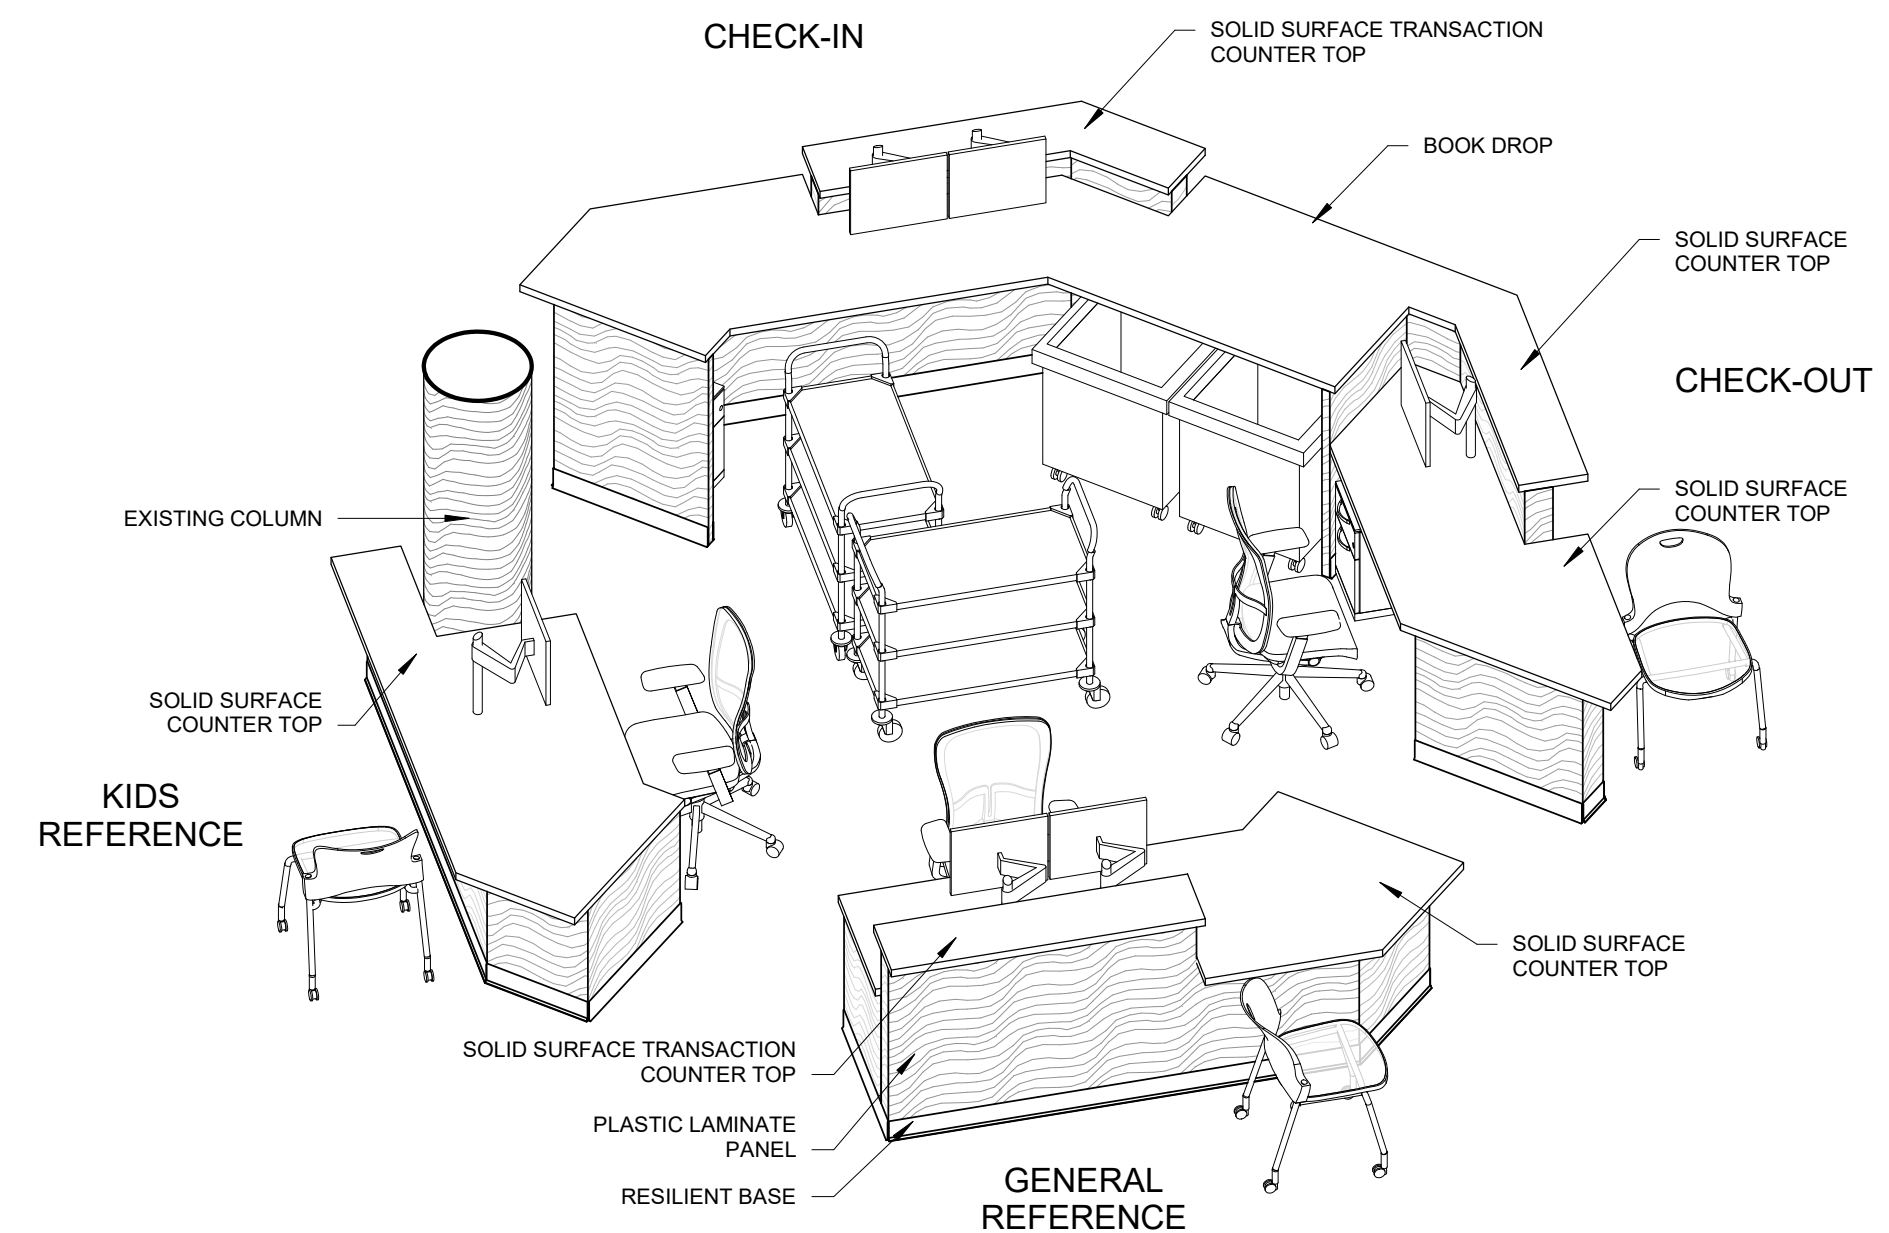 CHECK-IN
SOLID SURFACE TRANSACTION
COUNTER TOP
BOOK DROP
SOLID SURFACE
COUNTER TOP
CHECK-OUT
SOLID SURFACE
COUNTER TOP
EXISTING COLUMN
SOLID SURFACE
COUNTER TOP
KIDS
REFERENCE
SOLID SURFACE
COUNTER TOP
SOLID SURFACE TRANSACTION
COUNTER TOP
PLASTIC LAMINATE
PANEL
RESILIENT BASE
GENERAL
REFERENCE